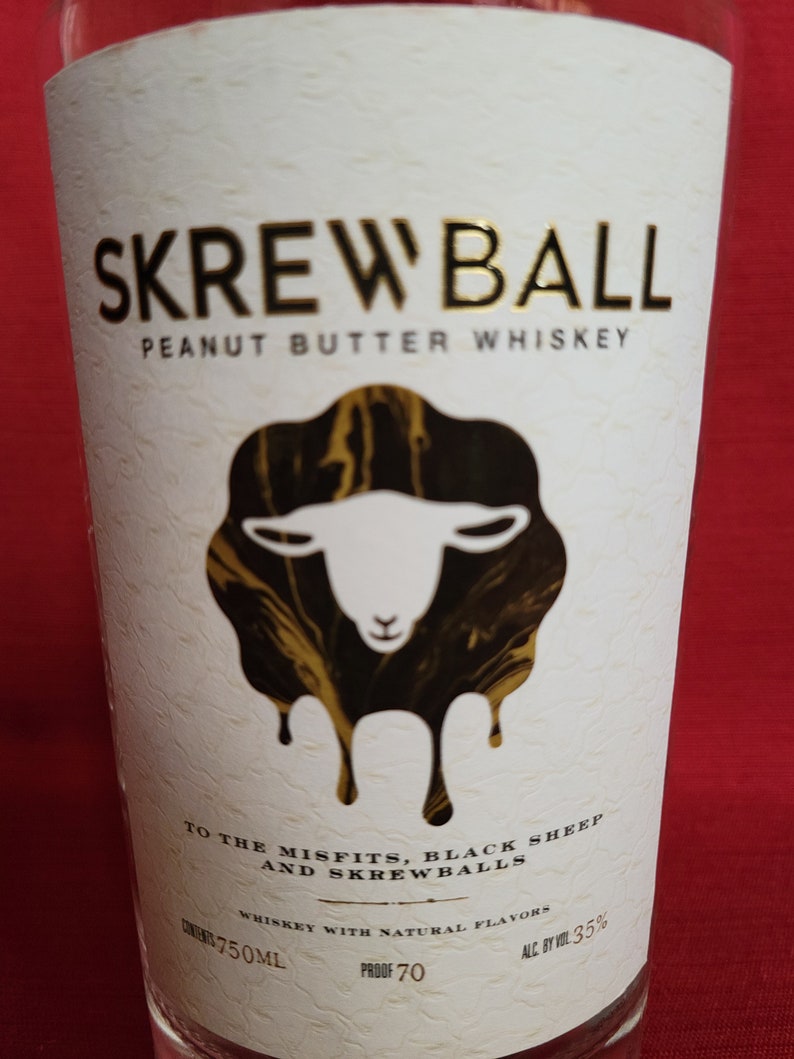 SKREWBALL
PEANUT BUTTER WHISKEY
TO THE MISFITS, BLACK SHEEP
AND SKREWBALLS
WHISKEY WITH NATURAL FLAVORS
CONTENTS 750ML PROOF 70 ALC. BY VOL. 35%